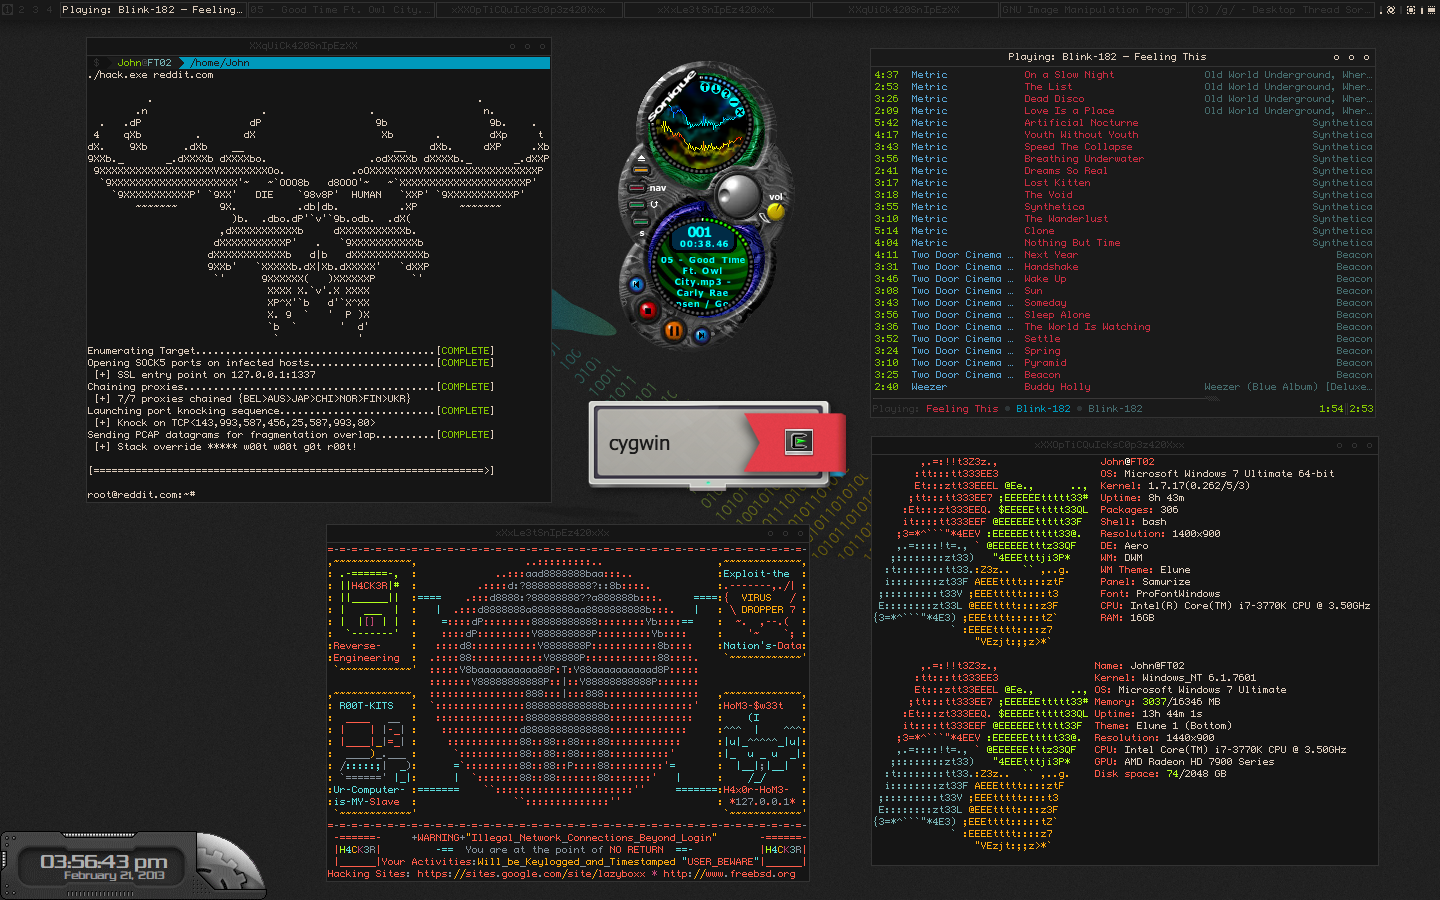 1 2 3 4
Playing: Blink-182 — Feeling…
05 - Good Time Ft. Owl City.…
xXXOpTiCQuIcKsC0p3z420Xxx
xXxLe3tSnIpEz420xXx
XXqUiCk420SnIpEzXX
GNU Image Manipulation Progr…
(3) /g/ - Desktop Thread Sor…
XXqUiCk420SnIpEzXX
$ John@FT02 /home/John
./hack.exe reddit.com
DIE HUMAN
Enumerating Target.......................................[COMPLETE]
Opening SOCK5 ports on infected hosts....................[COMPLETE]
[+] SSL entry point on 127.0.0.1:1337
Chaining proxies.........................................[COMPLETE]
[+] 7/7 proxies chained {BEL>AUS>JAP>CHI>NOR>FIN>UKR}
Launching port knocking sequence.........................[COMPLETE]
[+] Knock on TCP<143,993,587,456,25,587,993,80>
Sending PCAP datagrams for fragmentation overlap.........[COMPLETE]
[+] Stack override ***** w00t w00t g0t r00t!
[================================================================>]
root@reddit.com:~#
sonique
nav
vol
s
001
00:38.46
05 - Good Time
Ft. Owl
City.mp3 -
Carly Rae
cygwin
Playing: Blink-182 — Feeling This
4:37 Metric On a Slow Night Old World Underground, Wher…
2:53 Metric The List Old World Underground, Wher…
3:26 Metric Dead Disco Old World Underground, Wher…
2:09 Metric Love Is a Place Old World Underground, Wher…
5:42 Metric Artificial Nocturne Synthetica
4:17 Metric Youth Without Youth Synthetica
3:43 Metric Speed The Collapse Synthetica
3:56 Metric Breathing Underwater Synthetica
2:41 Metric Dreams So Real Synthetica
3:17 Metric Lost Kitten Synthetica
3:18 Metric The Void Synthetica
3:55 Metric Synthetica Synthetica
3:10 Metric The Wanderlust Synthetica
5:14 Metric Clone Synthetica
4:04 Metric Nothing But Time Synthetica
4:11 Two Door Cinema … Next Year Beacon
3:31 Two Door Cinema … Handshake Beacon
3:26 Two Door Cinema … Wake Up Beacon
3:08 Two Door Cinema … Sun Beacon
3:43 Two Door Cinema … Someday Beacon
3:56 Two Door Cinema … Sleep Alone Beacon
3:36 Two Door Cinema … The World Is Watching Beacon
3:52 Two Door Cinema … Settle Beacon
3:24 Two Door Cinema … Spring Beacon
3:10 Two Door Cinema … Pyramid Beacon
3:25 Two Door Cinema … Beacon Beacon
2:40 Weezer Buddy Holly Weezer (Blue Album) [Deluxe…
Playing: Feeling This Blink-182 Blink-182 1:54 2:53
xXXOpTiCQuIcKsC0p3z420Xxx
John@FT02
OS: Microsoft Windows 7 Ultimate 64-bit
Kernel: 1.7.17(0.262/5/3)
Uptime: 8h 43m
Packages: 306
Shell: bash
Resolution: 1400x900
DE: Aero
WM: DWM
WM Theme: Elune
Panel: Samurize
Font: ProFontWindows
CPU: Intel(R) Core(TM) i7-3770K CPU @ 3.50GHz
RAM: 16GB
Name: John@FT02
Kernel: Windows_NT 6.1.7601
OS: Microsoft Windows 7 Ultimate
Memory: 3037/16346 MB
Uptime: 13h 44m 1s
Theme: Elune 1 (Bottom)
Resolution: 1440x900
CPU: Intel Core(TM) i7-3770K CPU @ 3.50GHz
GPU: AMD Radeon HD 7900 Series
Disk space: 74/2048 GB
xXxLe3tSnIpEz420xXx
|H4CK3R|#
Reverse-
Engineering
Exploit-the
VIRUS
DROPPER 7
Nation's-Data
R00T-KITS
Ur-Computer-
is-MY-Slave
HoM3-$w33t
H4x0r-HoM3-
*127.0.0.1*
+WARNING+"Illegal_Network_Connections_Beyond_Login"
|H4CK3R| -== You are at the point of NO RETURN ==- |H4CK3R|
|_____|Your Activities:Will_be_Keylogged_and_Timestamped "USER_BEWARE"|_____|
Hacking Sites: https://sites.google.com/site/lazyboxx * http://www.freebsd.org
03:56:43 pm
February 21, 2013